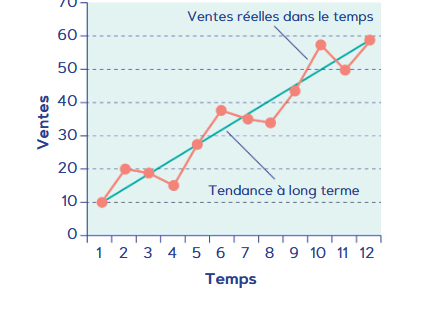 70
Ventes réelles dans le temps
60
50
40
Ventes
30
20
Tendance à long terme
10
0
1 2 3 4 5 6 7 8 9 10 11 12
Temps